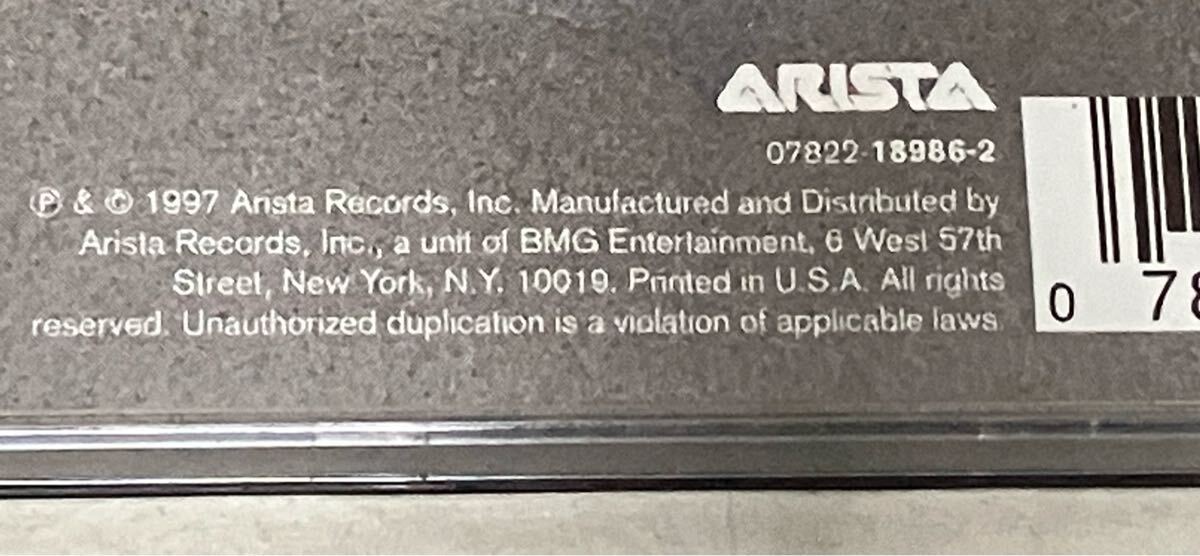 ARISTA
07822-18986-2
℗ & © 1997 Arista Records, Inc. Manufactured and Distributed by
Arista Records, Inc., a unit of BMG Entertainment, 6 West 57th
Street, New York, N.Y. 10019. Printed in U.S.A. All rights
reserved. Unauthorized duplication is a violation of applicable laws.
0 78